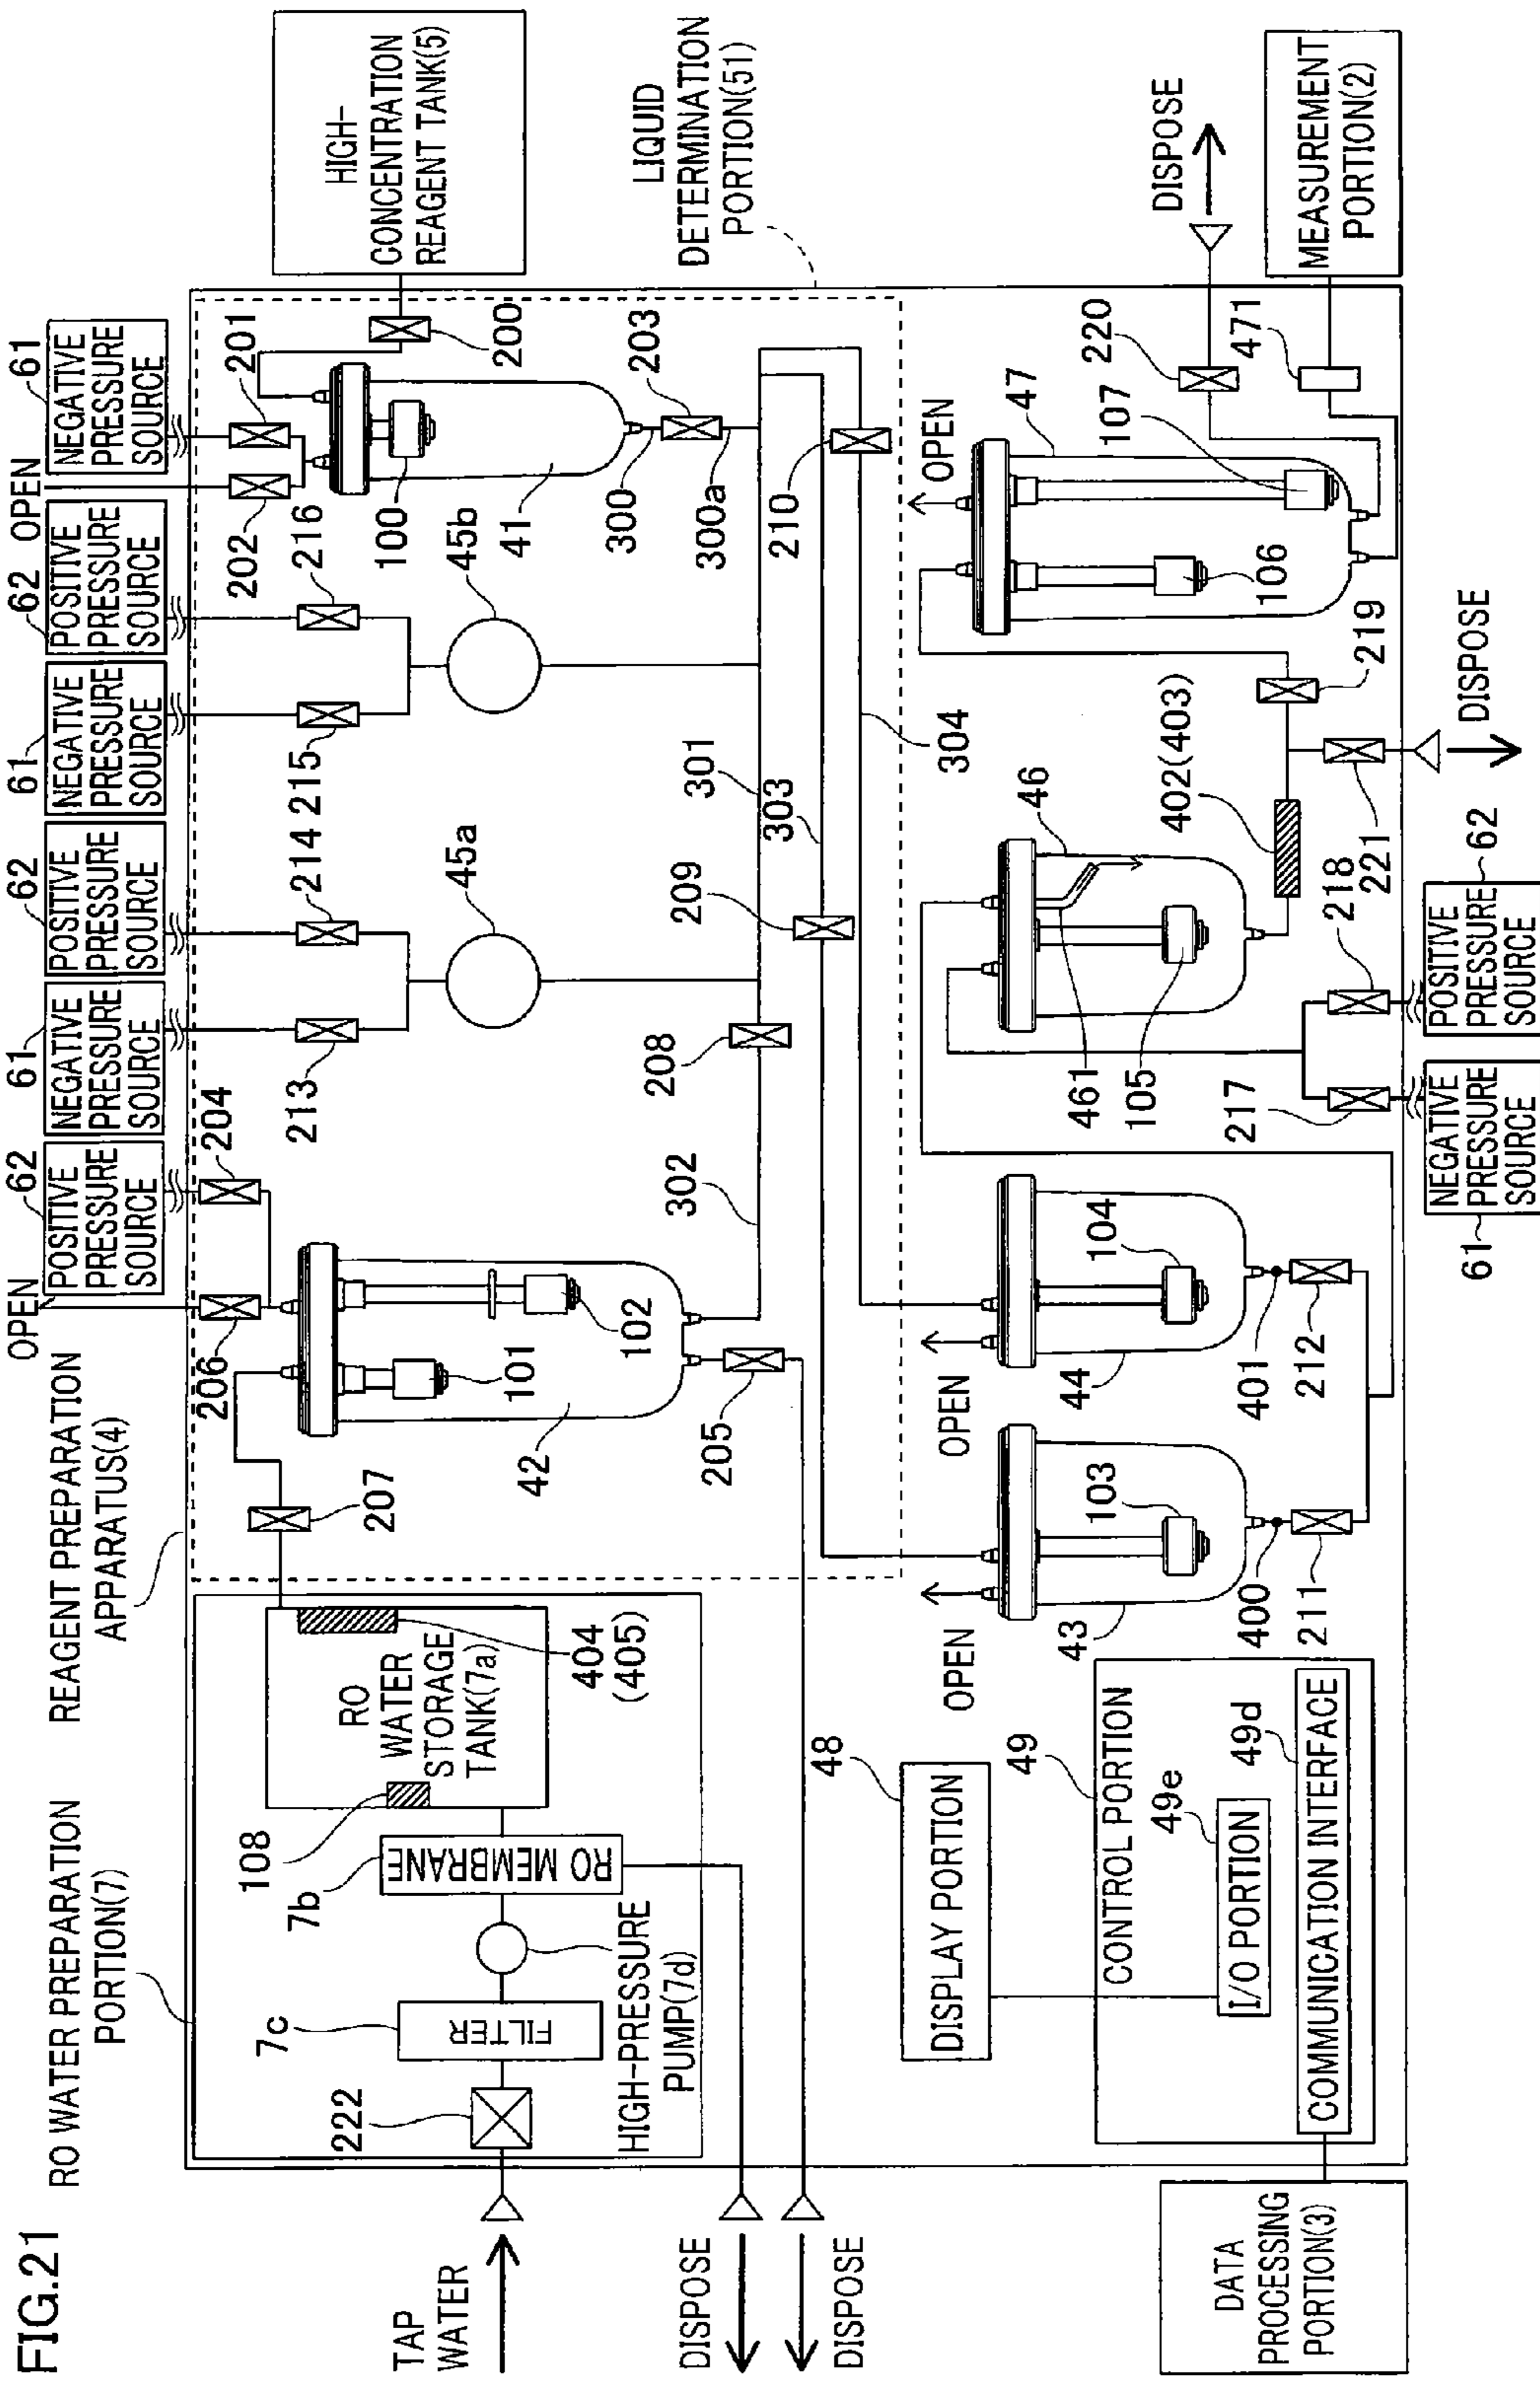 FIG.21
RO WATER PREPARATION
PORTION(7)
REAGENT PREPARATION
APPARATUS(4)
OPEN
62
POSITIVE
PRESSURE
SOURCE
61
NEGATIVE
PRESSURE
SOURCE
62
POSITIVE
PRESSURE
SOURCE
61
NEGATIVE
PRESSURE
SOURCE
62
POSITIVE
PRESSURE
SOURCE
OPEN
61
NEGATIVE
PRESSURE
SOURCE
HIGH-
CONCENTRATION
REAGENT TANK(5)
206
204
213
214
215
216
202
201
200
207
101
102
42
205
45a
45b
100
41
300
203
300a
LIQUID
DETERMINATION
PORTION(51)
TAP
WATER
222
7c
FILTER
HIGH-PRESSURE
PUMP(7d)
7b
RO MEMBRANE
108
RO
WATER
STORAGE
TANK(7a)
404
(405)
DISPOSE
DISPOSE
302
208
301
303
209
210
304
48
DISPLAY PORTION
49
CONTROL PORTION
49e
I/O PORTION
49d
COMMUNICATION INTERFACE
DATA
PROCESSING
PORTION(3)
OPEN
43
103
400
211
OPEN
44
104
401
212
46
461
105
402(403)
217
218
221
219
OPEN
47
106
107
220
471
DISPOSE
MEASUREMENT
PORTION(2)
61
NEGATIVE
PRESSURE
SOURCE
62
POSITIVE
PRESSURE
SOURCE
DISPOSE